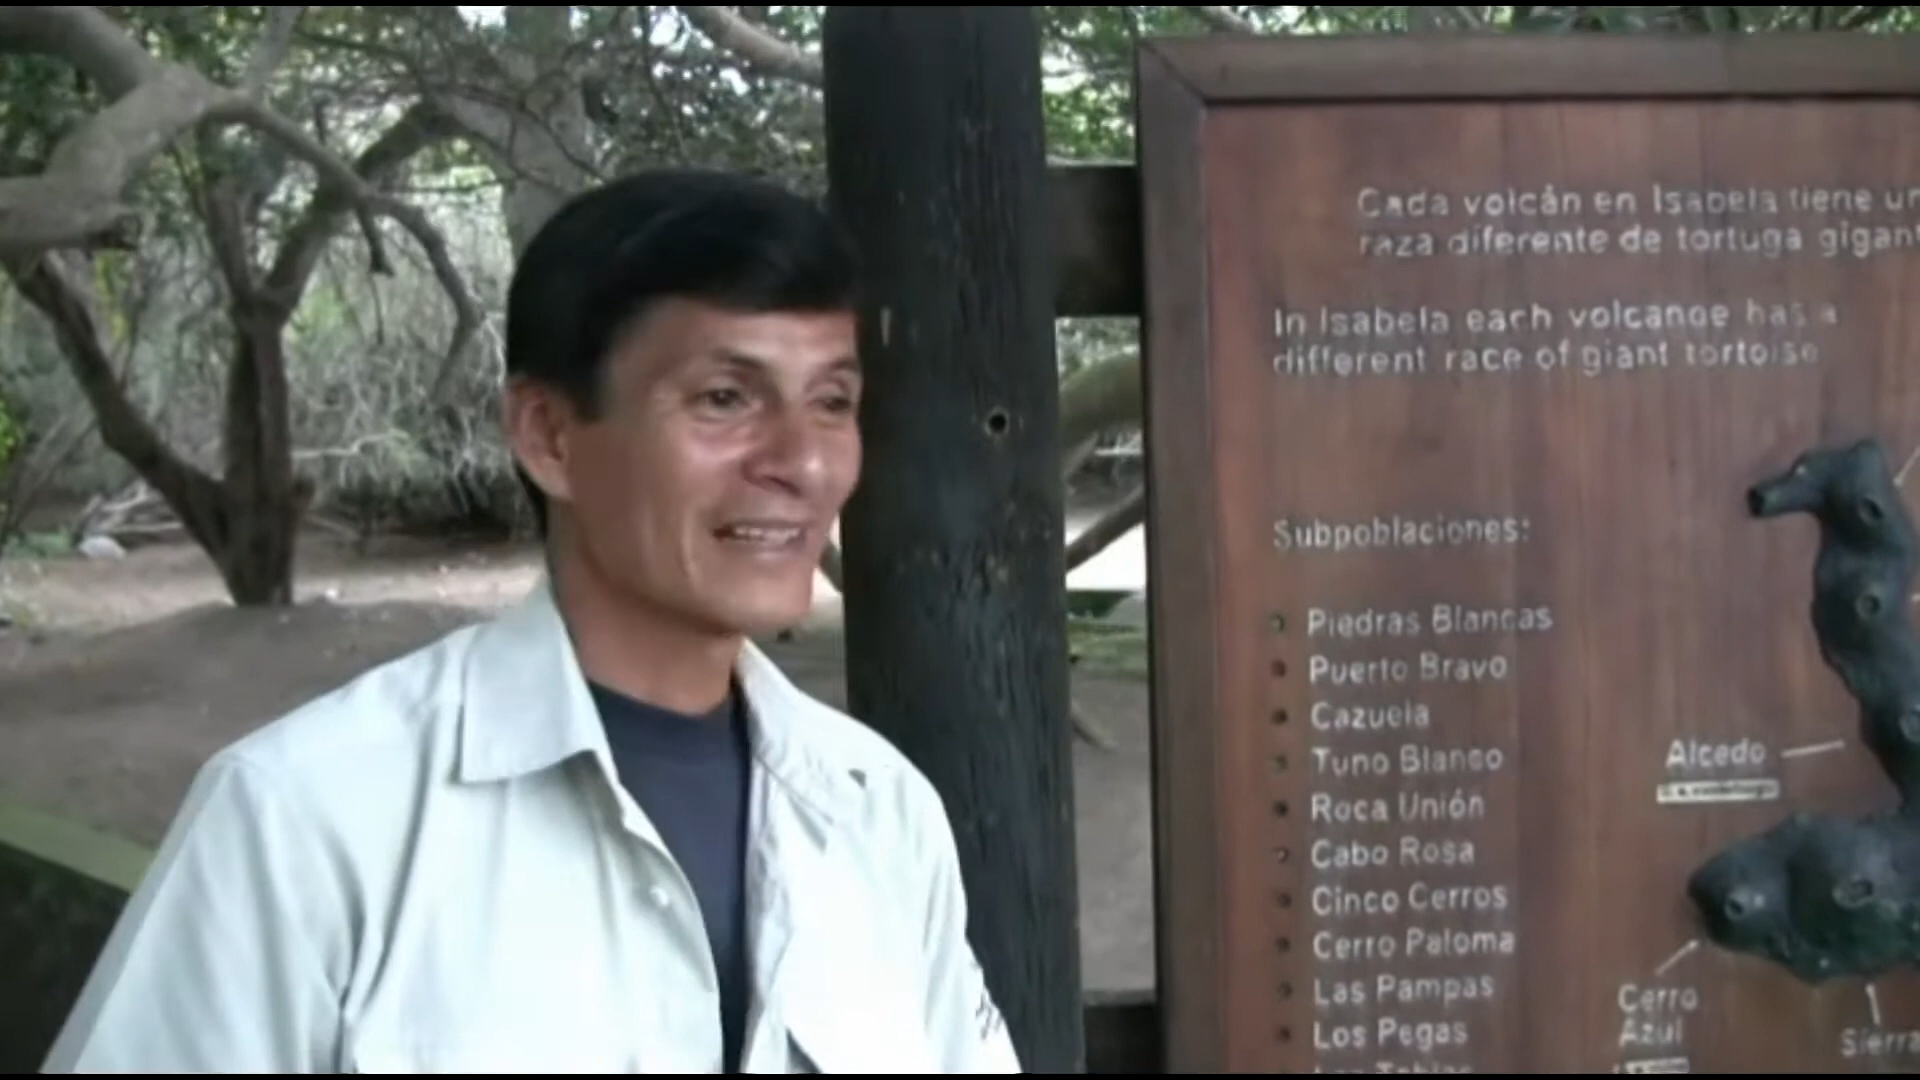 Cada volcán en Isabela tiene un
raza diferente de tortuga gigant
In Isabela each volcanoe has a
different race of giant tortoise
Subpoblaciones:
Piedras Blancas
Puerto Bravo
Cazuela
Tuno Blanco
Roca Unión
Cabo Rosa
Cinco Cerros
Cerro Paloma
Las Pampas
Los Pegas
Alcedo
Cerro
Azul
Sierra